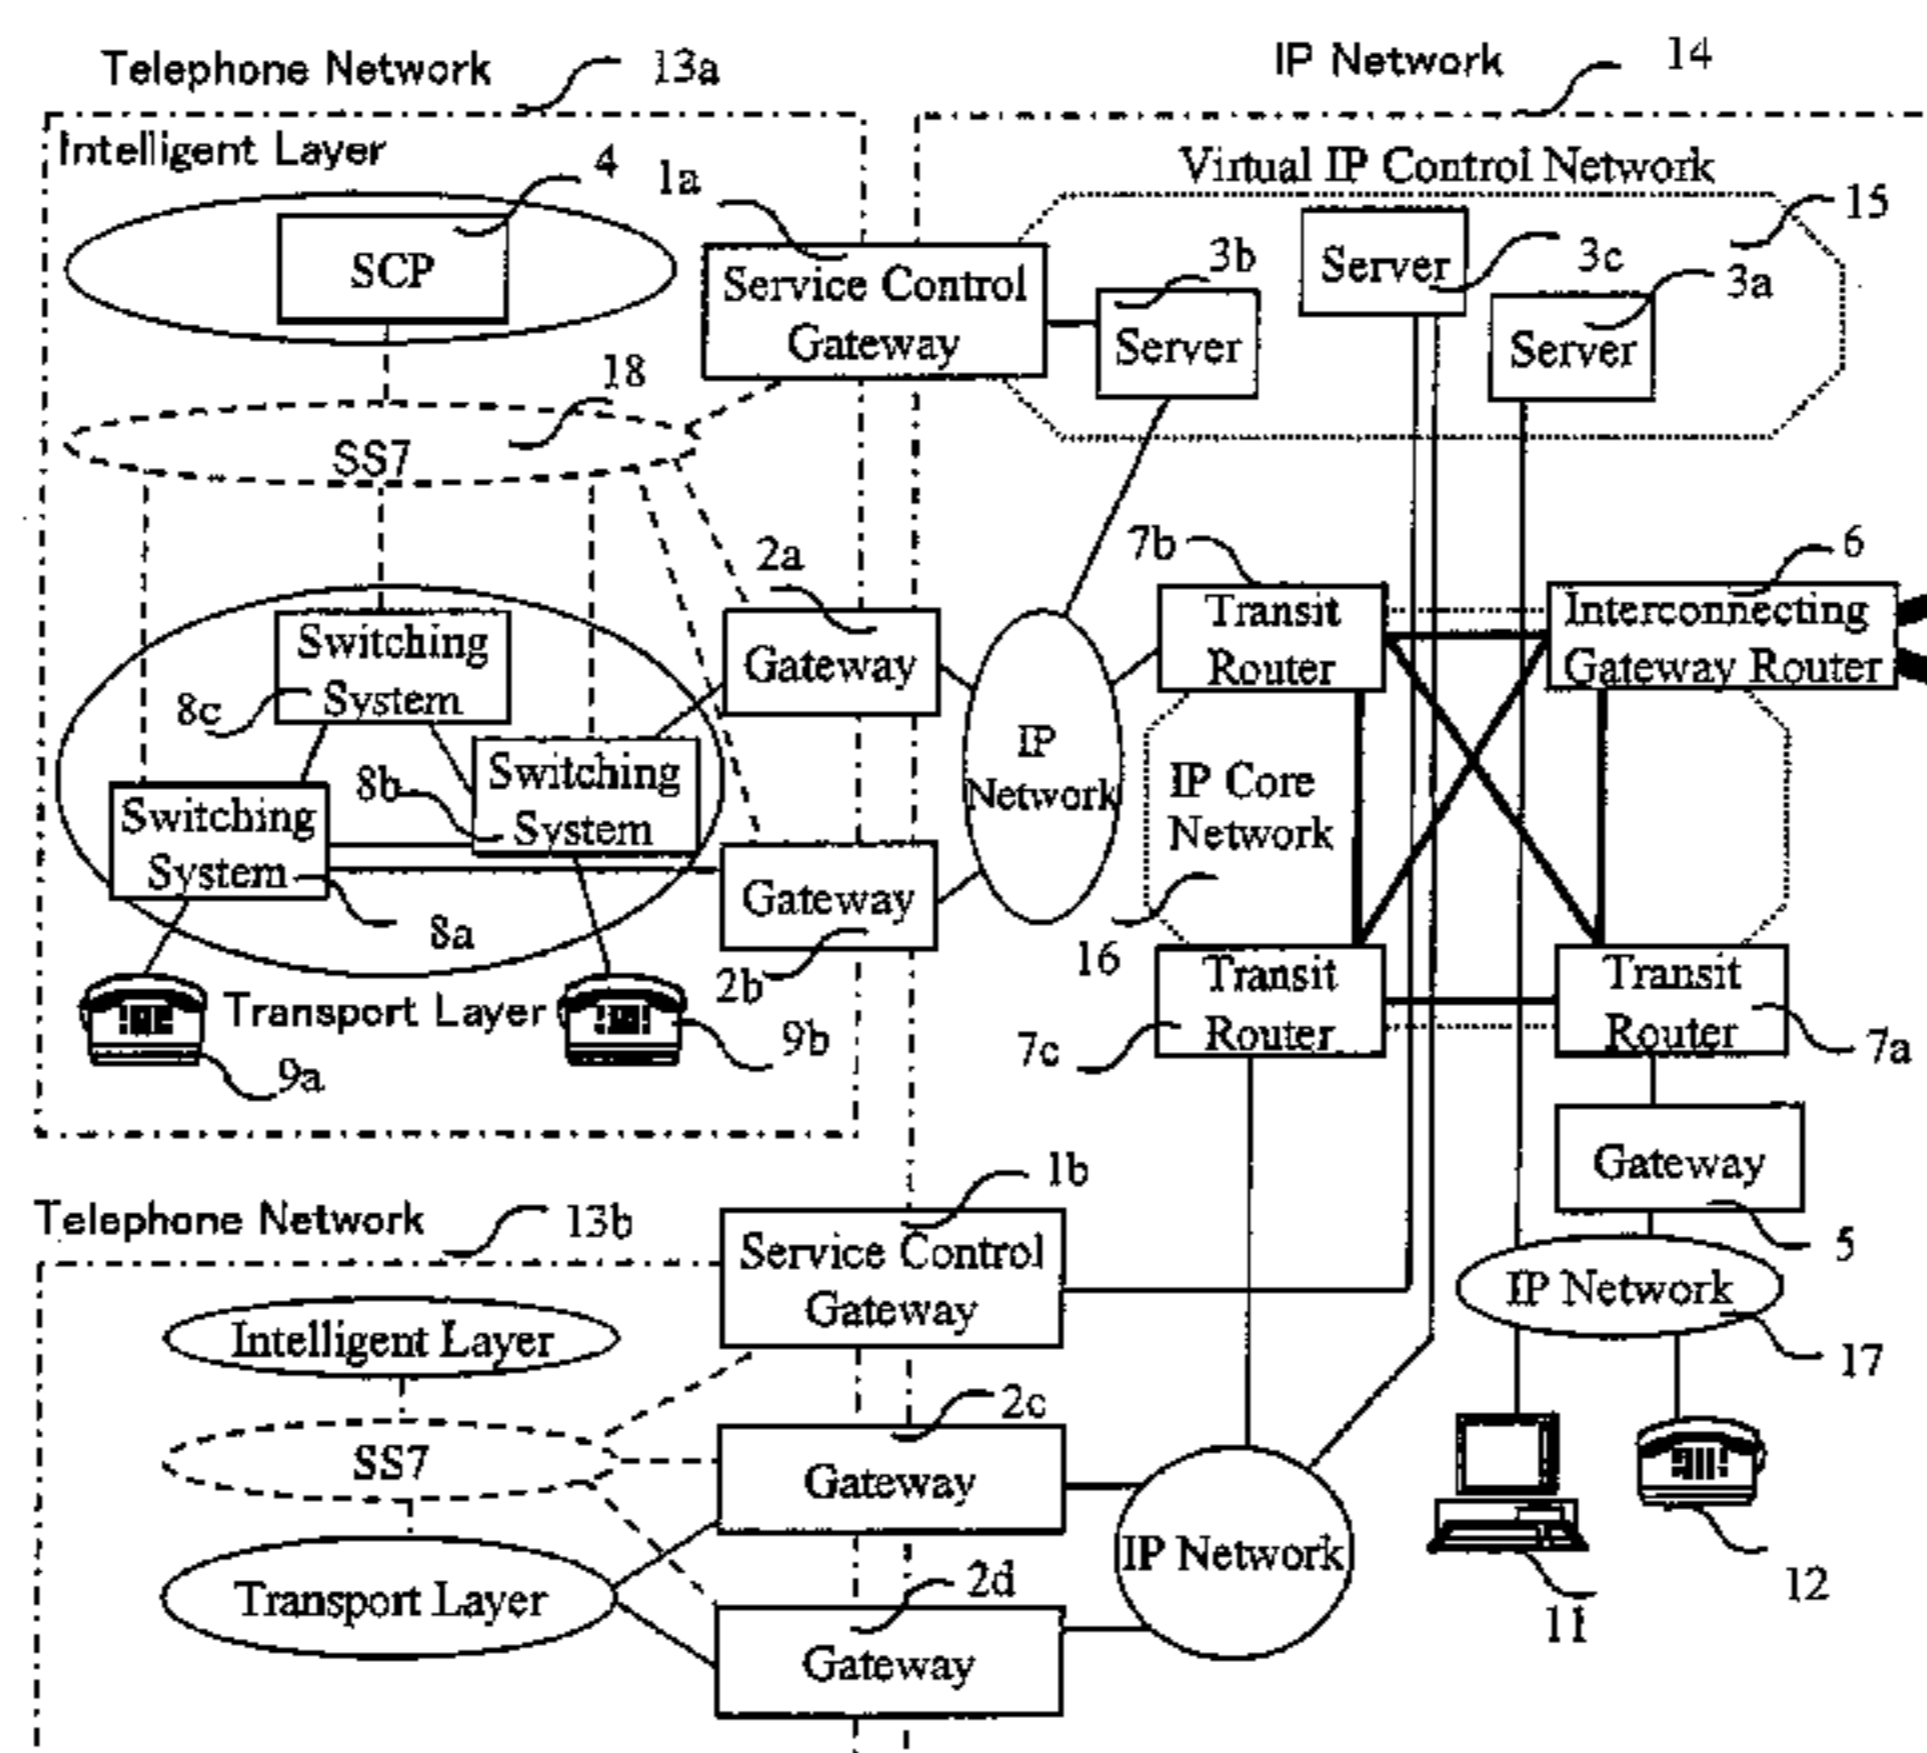 Telephone Network 13a
IP Network 14
Intelligent Layer
4
SCP
18
SS7
1a
Service Control
Gateway
Virtual IP Control Network
15
Server
3c
3b
Server
3a
Server
2a
Gateway
Switching
System
8c
Switching
System
8b
Switching
System
8a
Gateway
2b
IP
Network
7b
Transit
Router
6
Interconnecting
Gateway Router
IP Core
Network
16
Transit
Router
7c
Transit
Router
7a
Transport Layer
9a
9b
Gateway
5
IP Network
17
11
12
Telephone Network 13b
1b
Service Control
Gateway
Intelligent Layer
SS7
Transport Layer
2c
Gateway
2d
Gateway
IP Network